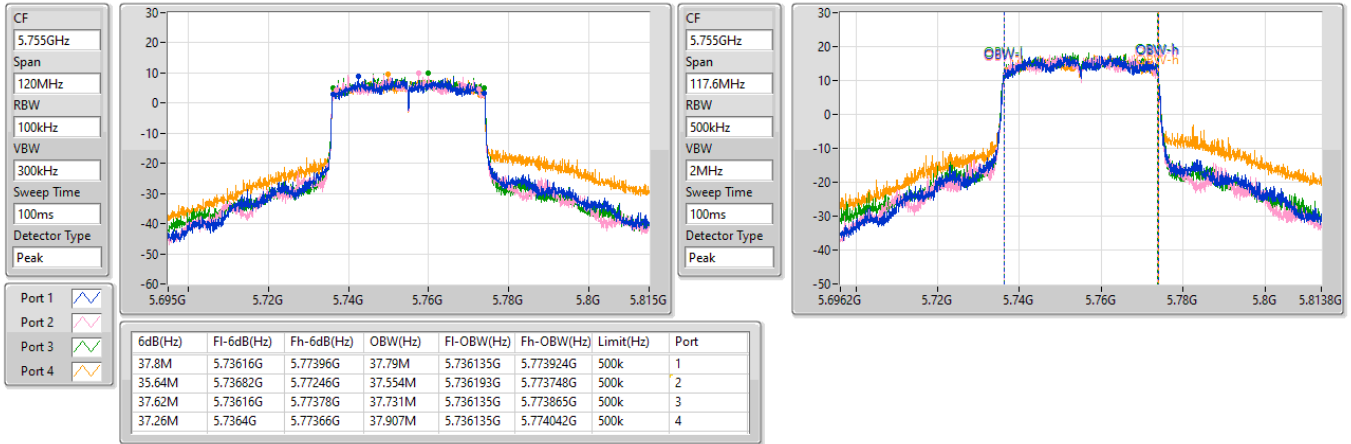 CF
5.755GHz
Span
120MHz
RBW
100kHz
VBW
300kHz
Sweep Time
100ms
Detector Type
Peak
30-
20-
10-
0-
-10-
-20-
-30-
-40-
-50-
-60-
5.695G 5.72G 5.74G 5.76G 5.78G 5.8G 5.815G
CF
5.755GHz
Span
117.6MHz
RBW
500kHz
VBW
2MHz
Sweep Time
100ms
Detector Type
Peak
30-
20-
10-
0-
-10-
-20-
-30-
-40-
-50-
OBW-l OBW-h
5.6962G 5.72G 5.74G 5.76G 5.78G 5.8G 5.8138G
Port 1
Port 2
Port 3
Port 4
6dB(Hz) Fl-6dB(Hz) Fh-6dB(Hz) OBW(Hz) Fl-OBW(Hz) Fh-OBW(Hz) Limit(Hz) Port
37.8M 5.73616G 5.77396G 37.79M 5.736135G 5.773924G 500k 1
35.64M 5.73682G 5.77246G 37.554M 5.736193G 5.773748G 500k 2
37.62M 5.73616G 5.77378G 37.731M 5.736135G 5.773865G 500k 3
37.26M 5.7364G 5.77366G 37.907M 5.736135G 5.774042G 500k 4